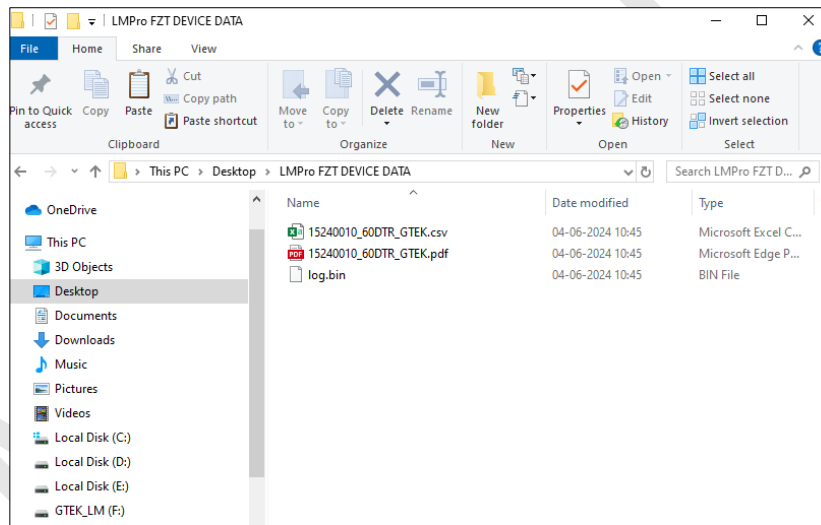 LMPro FZT DEVICE DATA
File Home Share View
Pin to Quick access
Copy
Paste
Cut
Copy path
Paste shortcut
Clipboard
Move to
Copy to
Delete
Rename
Organize
New folder
New
Properties
Open
Edit
History
Open
Select all
Select none
Invert selection
Select
This PC > Desktop > LMPro FZT DEVICE DATA
Search LMPro FZT D...
OneDrive
This PC
3D Objects
Desktop
Documents
Downloads
Music
Pictures
Videos
Local Disk (C:)
Local Disk (D:)
Local Disk (E:)
GTEK_LM (F:)
Name Date modified Type
15240010_60DTR_GTEK.csv 04-06-2024 10:45 Microsoft Excel C...
PDF 15240010_60DTR_GTEK.pdf 04-06-2024 10:45 Microsoft Edge P...
log.bin 04-06-2024 10:45 BIN File